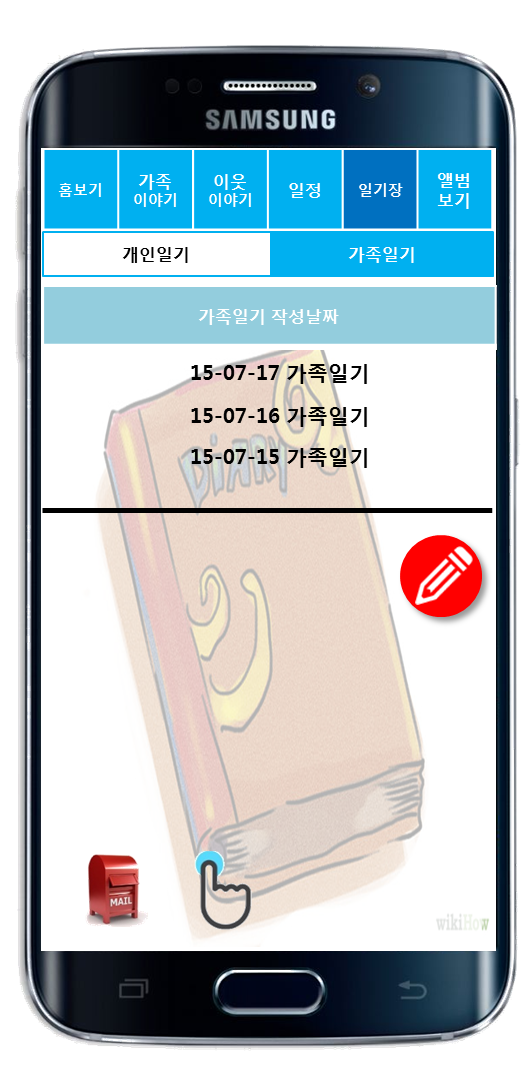 SAMSUNG
홈보기
가족
이야기
이웃
이야기
일정
일기장
앨범
보기
개인일기
가족일기
가족일기 작성날짜
15-07-17 가족일기
15-07-16 가족일기
15-07-15 가족일기
DiARY
MAIL
wikiHow